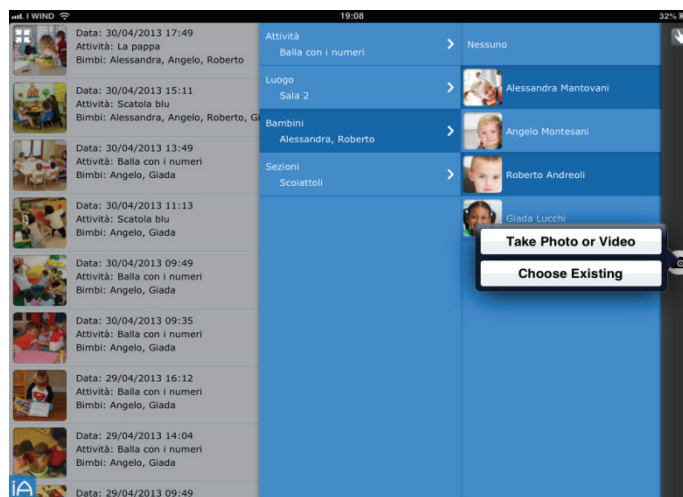 WIND
19:08
32%
Data: 30/04/2013 17:49
Attività: La pappa
Bimbi: Alessandra, Angelo, Roberto
Data: 30/04/2013 15:11
Attività: Scatola blu
Bimbi: Alessandra, Angelo, Roberto, Gi
Data: 30/04/2013 13:49
Attività: Balla con i numeri
Bimbi: Angelo, Giada
Data: 30/04/2013 11:13
Attività: Scatola blu
Bimbi: Angelo, Giada
Data: 30/04/2013 09:49
Attività: Balla con i numeri
Bimbi: Angelo, Giada
Data: 30/04/2013 09:35
Attività: Balla con i numeri
Bimbi: Angelo, Giada
Data: 29/04/2013 16:12
Attività: Balla con i numeri
Bimbi: Angelo, Giada
Data: 29/04/2013 14:04
Attività: Balla con i numeri
Bimbi: Angelo, Giada
Data: 29/04/2013 09:49
iA
Attività
Balla con i numeri
Luogo
Sala 2
Bambini
Alessandra, Roberto
Sezioni
Scoiattoli
Nessuno
Alessandra Mantovani
Angelo Montesani
Roberto Andreoli
Giada Lucchi
Take Photo or Video
Choose Existing